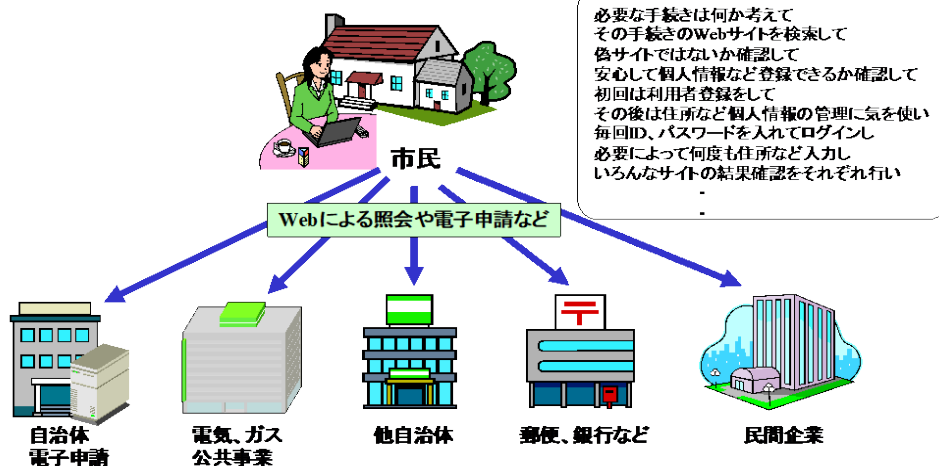 必要な手続きは何か考えて
その手続きのWebサイトを検索して
偽サイトではないか確認して
安心して個人情報など登録できるか確認して
初回は利用者登録をして
その後は住所など個人情報の管理に気を使い
毎回ID、パスワードを入れてログインし
必要によって何度も住所など入力し
いろんなサイトの結果確認をそれぞれ行い
・
・
市民
Webによる照会や電子申請など
〒
自治体
電子申請
電気、ガス
公共事業
他自治体
郵便、銀行など
民間企業